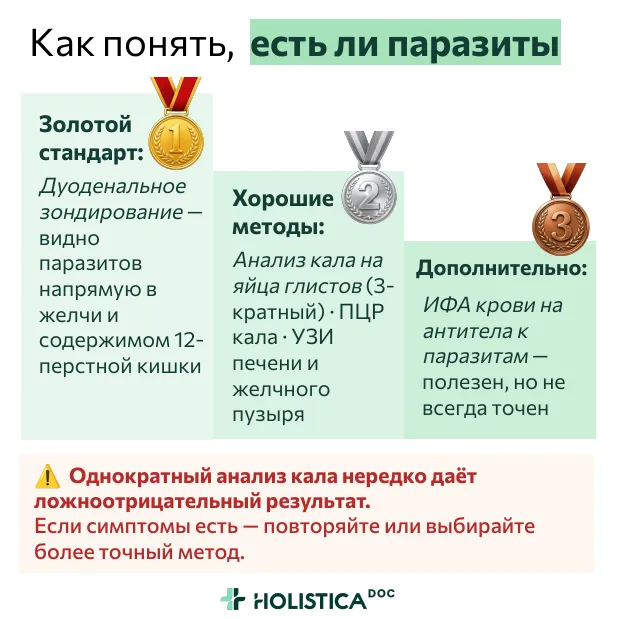 Как понять, есть ли паразиты
1
Золотой
стандарт:
Дуоденальное
зондирование —
видно
паразитов
напрямую в
желчи и
содержимом 12-
перстной кишки
2
Хорошие
методы:
Анализ кала на
яйца глистов (3-
кратный) · ПЦР
кала · УЗИ
печени и
желчного
пузыря
3
Дополнительно:
ИФА крови на
антитела к
паразитам —
полезен, но не
всегда точен
⚠️ Однократный анализ кала нередко даёт
ложноотрицательный результат.
Если симптомы есть — повторяйте или выбирайте
более точный метод.
HOLISTICA DOC